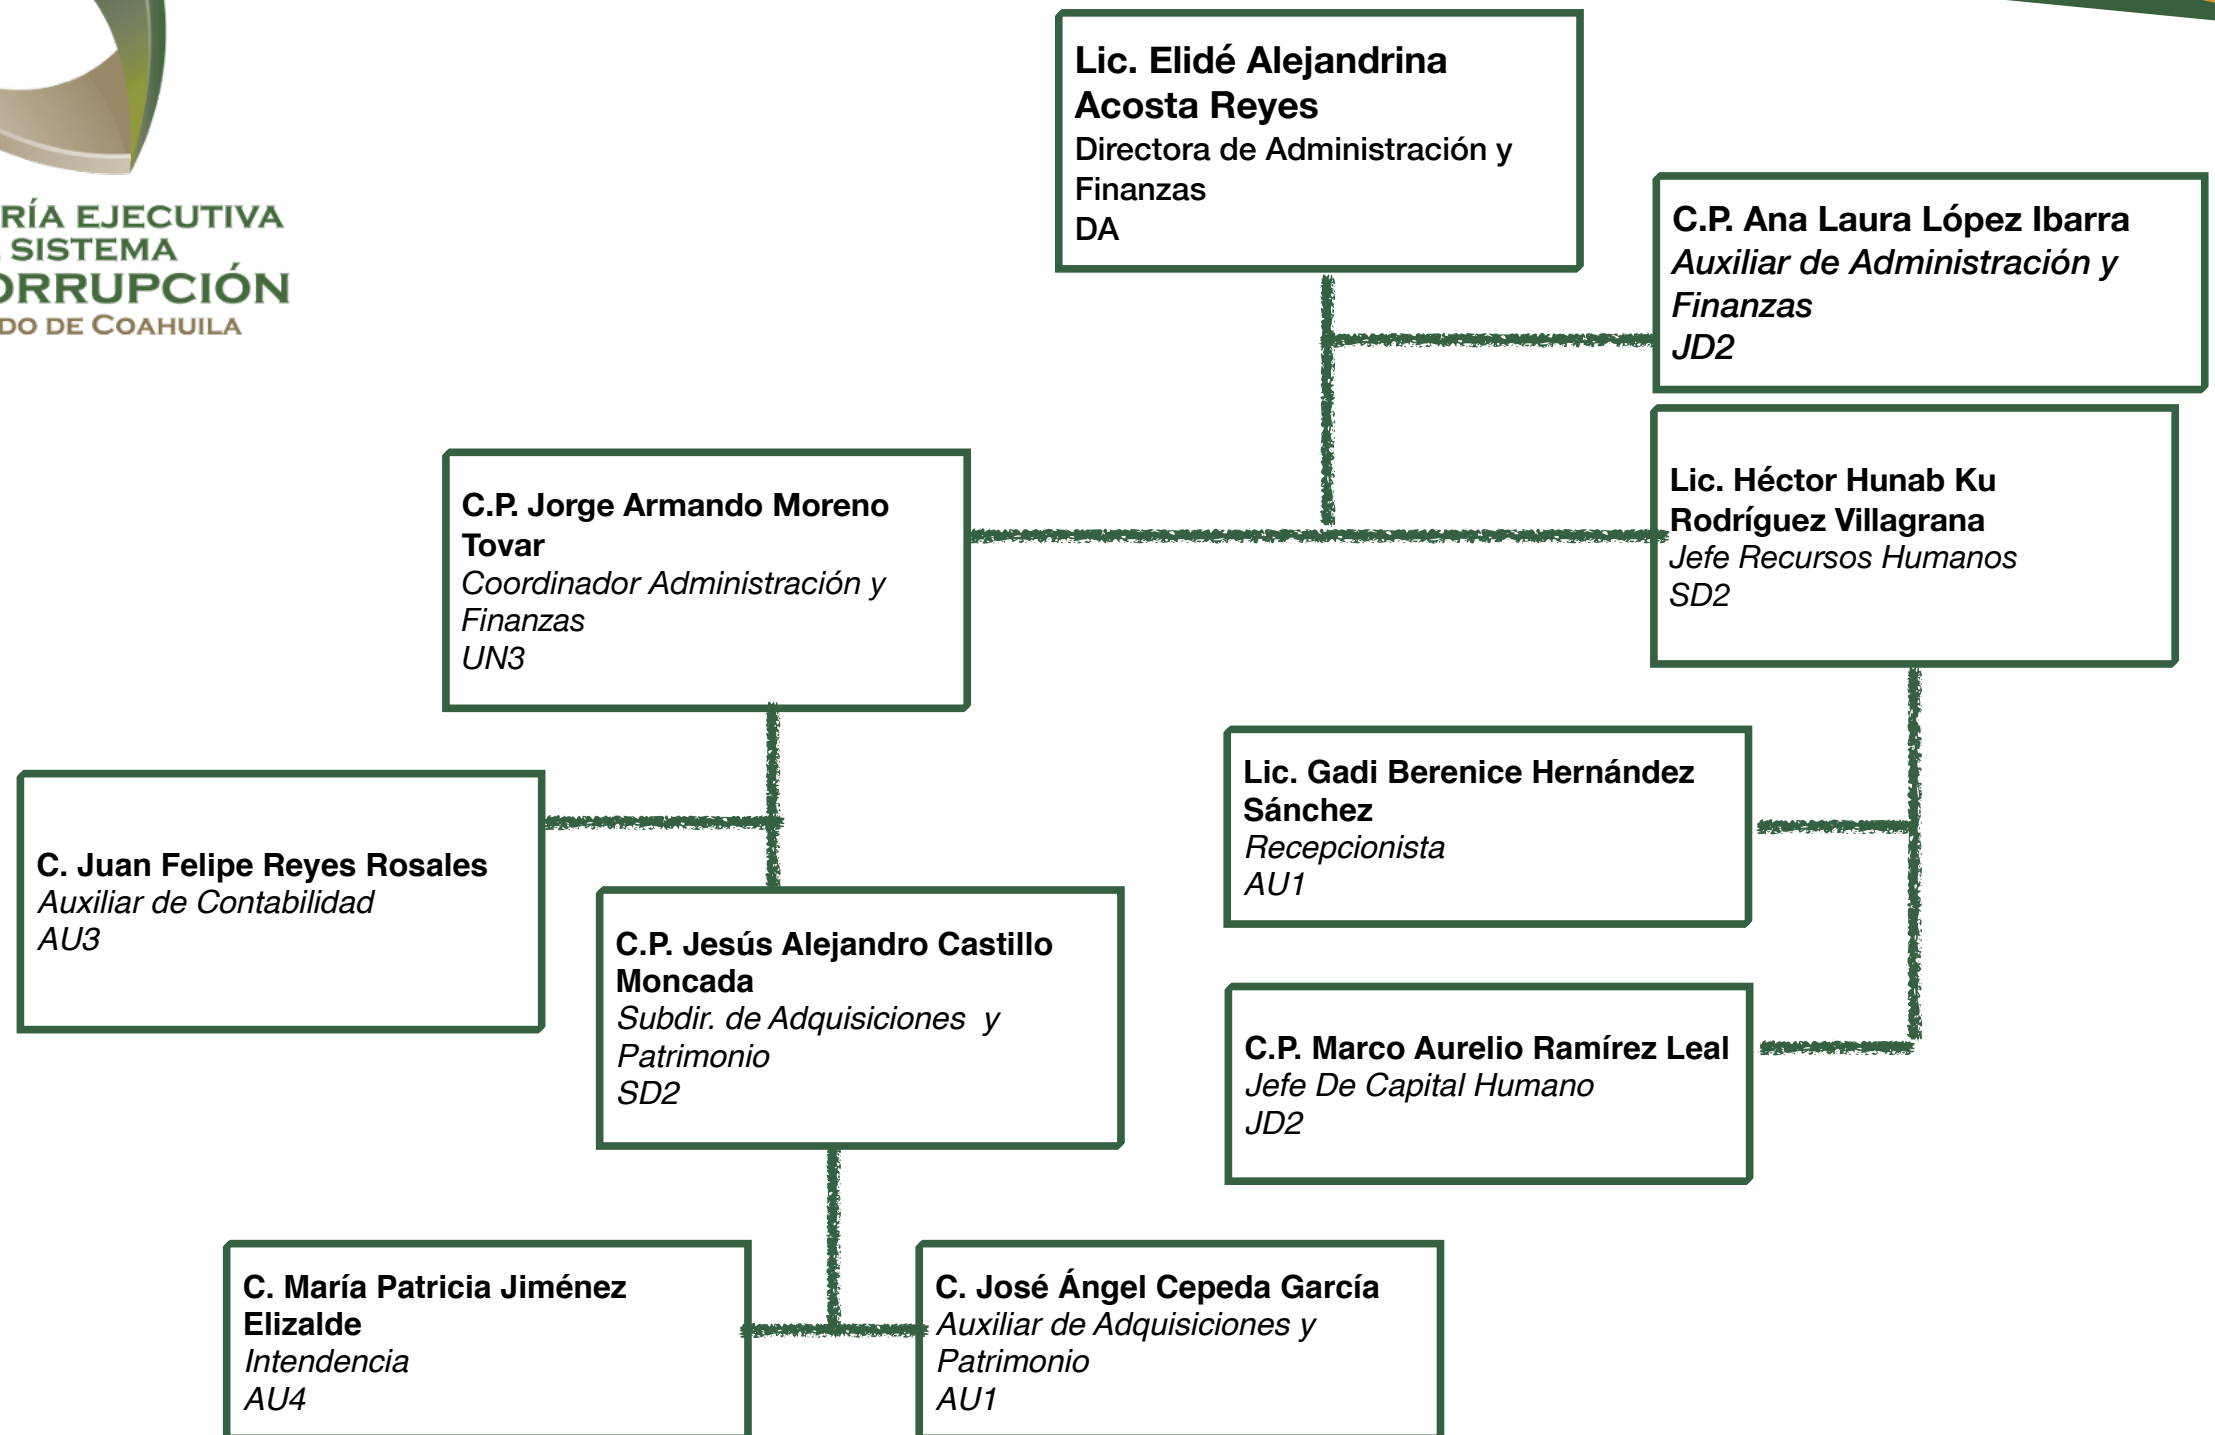 RÍA EJECUTIVA
SISTEMA
ORRUPCIÓN
DO DE COAHUILA
Lic. Elidé Alejandrina
Acosta Reyes
Directora de Administración y
Finanzas
DA
C.P. Ana Laura López Ibarra
Auxiliar de Administración y
Finanzas
JD2
C.P. Jorge Armando Moreno
Tovar
Coordinador Administración y
Finanzas
UN3
Lic. Héctor Hunab Ku
Rodríguez Villagrana
Jefe Recursos Humanos
SD2
C. Juan Felipe Reyes Rosales
Auxiliar de Contabilidad
AU3
C.P. Jesús Alejandro Castillo
Moncada
Subdir. de Adquisiciones y
Patrimonio
SD2
Lic. Gadi Berenice Hernández
Sánchez
Recepcionista
AU1
C.P. Marco Aurelio Ramírez Leal
Jefe De Capital Humano
JD2
C. María Patricia Jiménez
Elizalde
Intendencia
AU4
C. José Ángel Cepeda García
Auxiliar de Adquisiciones y
Patrimonio
AU1